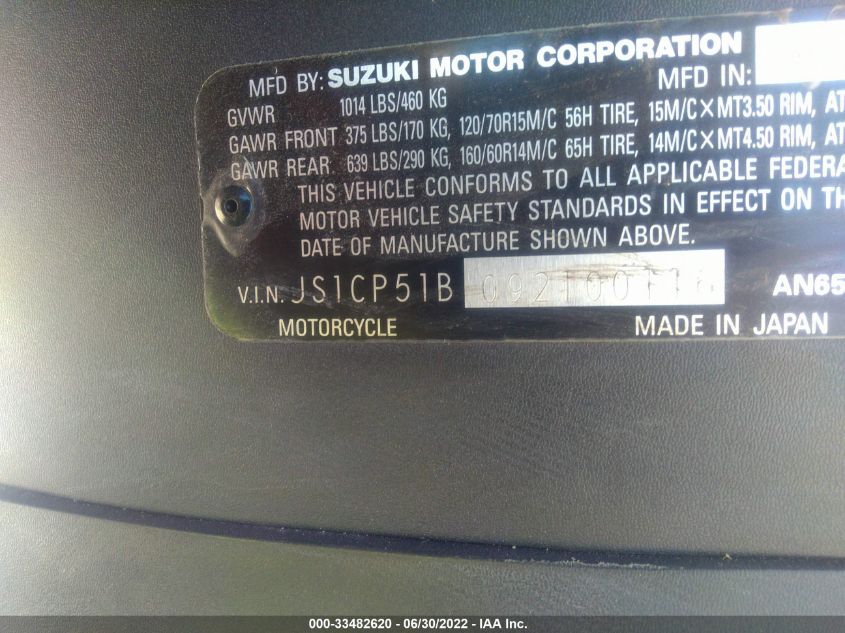 MFD BY: SUZUKI MOTOR CORPORATION MFD IN:
GVWR 1014 LBS/460 KG
GAWR FRONT 375 LBS/170 KG, 120/70R15M/C 56H TIRE, 15M/C×MT3.50 RIM, AT
GAWR REAR 639 LBS/290 KG, 160/60R14M/C 65H TIRE, 14M/C×MT4.50 RIM, AT
THIS VEHICLE CONFORMS TO ALL APPLICABLE FEDERA
MOTOR VEHICLE SAFETY STANDARDS IN EFFECT ON TH
DATE OF MANUFACTURE SHOWN ABOVE.
V.I.N. JS1CP51B AN65
MOTORCYCLE MADE IN JAPAN
000-33482620 - 06/30/2022 - IAA Inc.